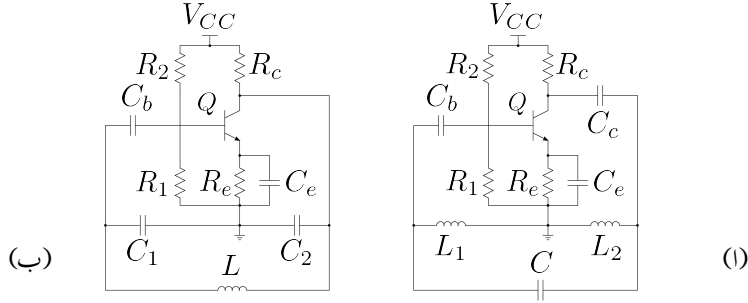 V_CC V_CC
R_2 R_c R_2 R_c
C_b Q C_b Q C_c
R_1 R_e C_e R_1 R_e C_e
(ب) C_1 C_2 L_1 L_2 (ا)
L C